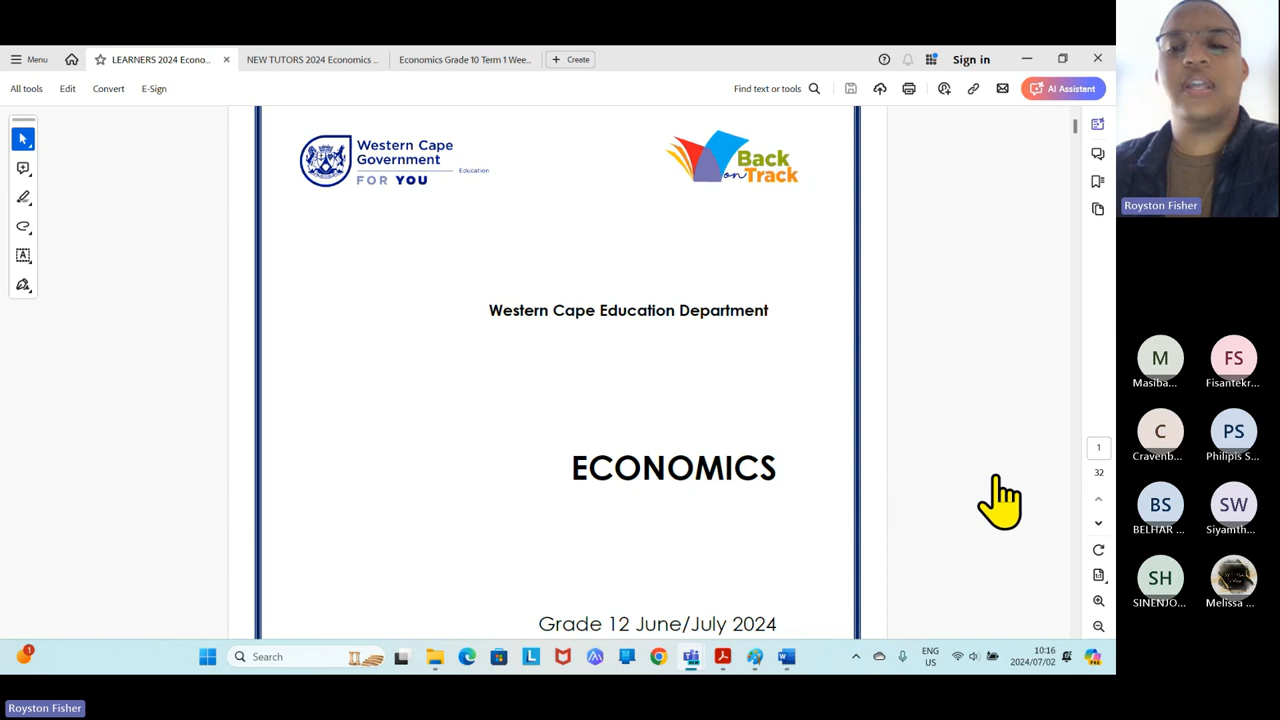 Menu
LEARNERS 2024 Econo...
NEW TUTORS 2024 Economics ...
Economics Grade 10 Term 1 Wee...
Create
Sign in
All tools
Edit
Convert
E-Sign
Find text or tools
AI Assistant
Western Cape
Government
Education
FOR YOU
Back
on
Track
Western Cape Education Department
ECONOMICS
Grade 12 June/July 2024
1
32
Royston Fisher
M
Masiba...
FS
Fisantekr...
C
Cravenb...
PS
Philipis S...
BS
BELHAR ...
SW
Siyamth...
SH
SINENJO...
Melissa ...
1
Search
ENG
US
10:16
2024/07/02
Royston Fisher